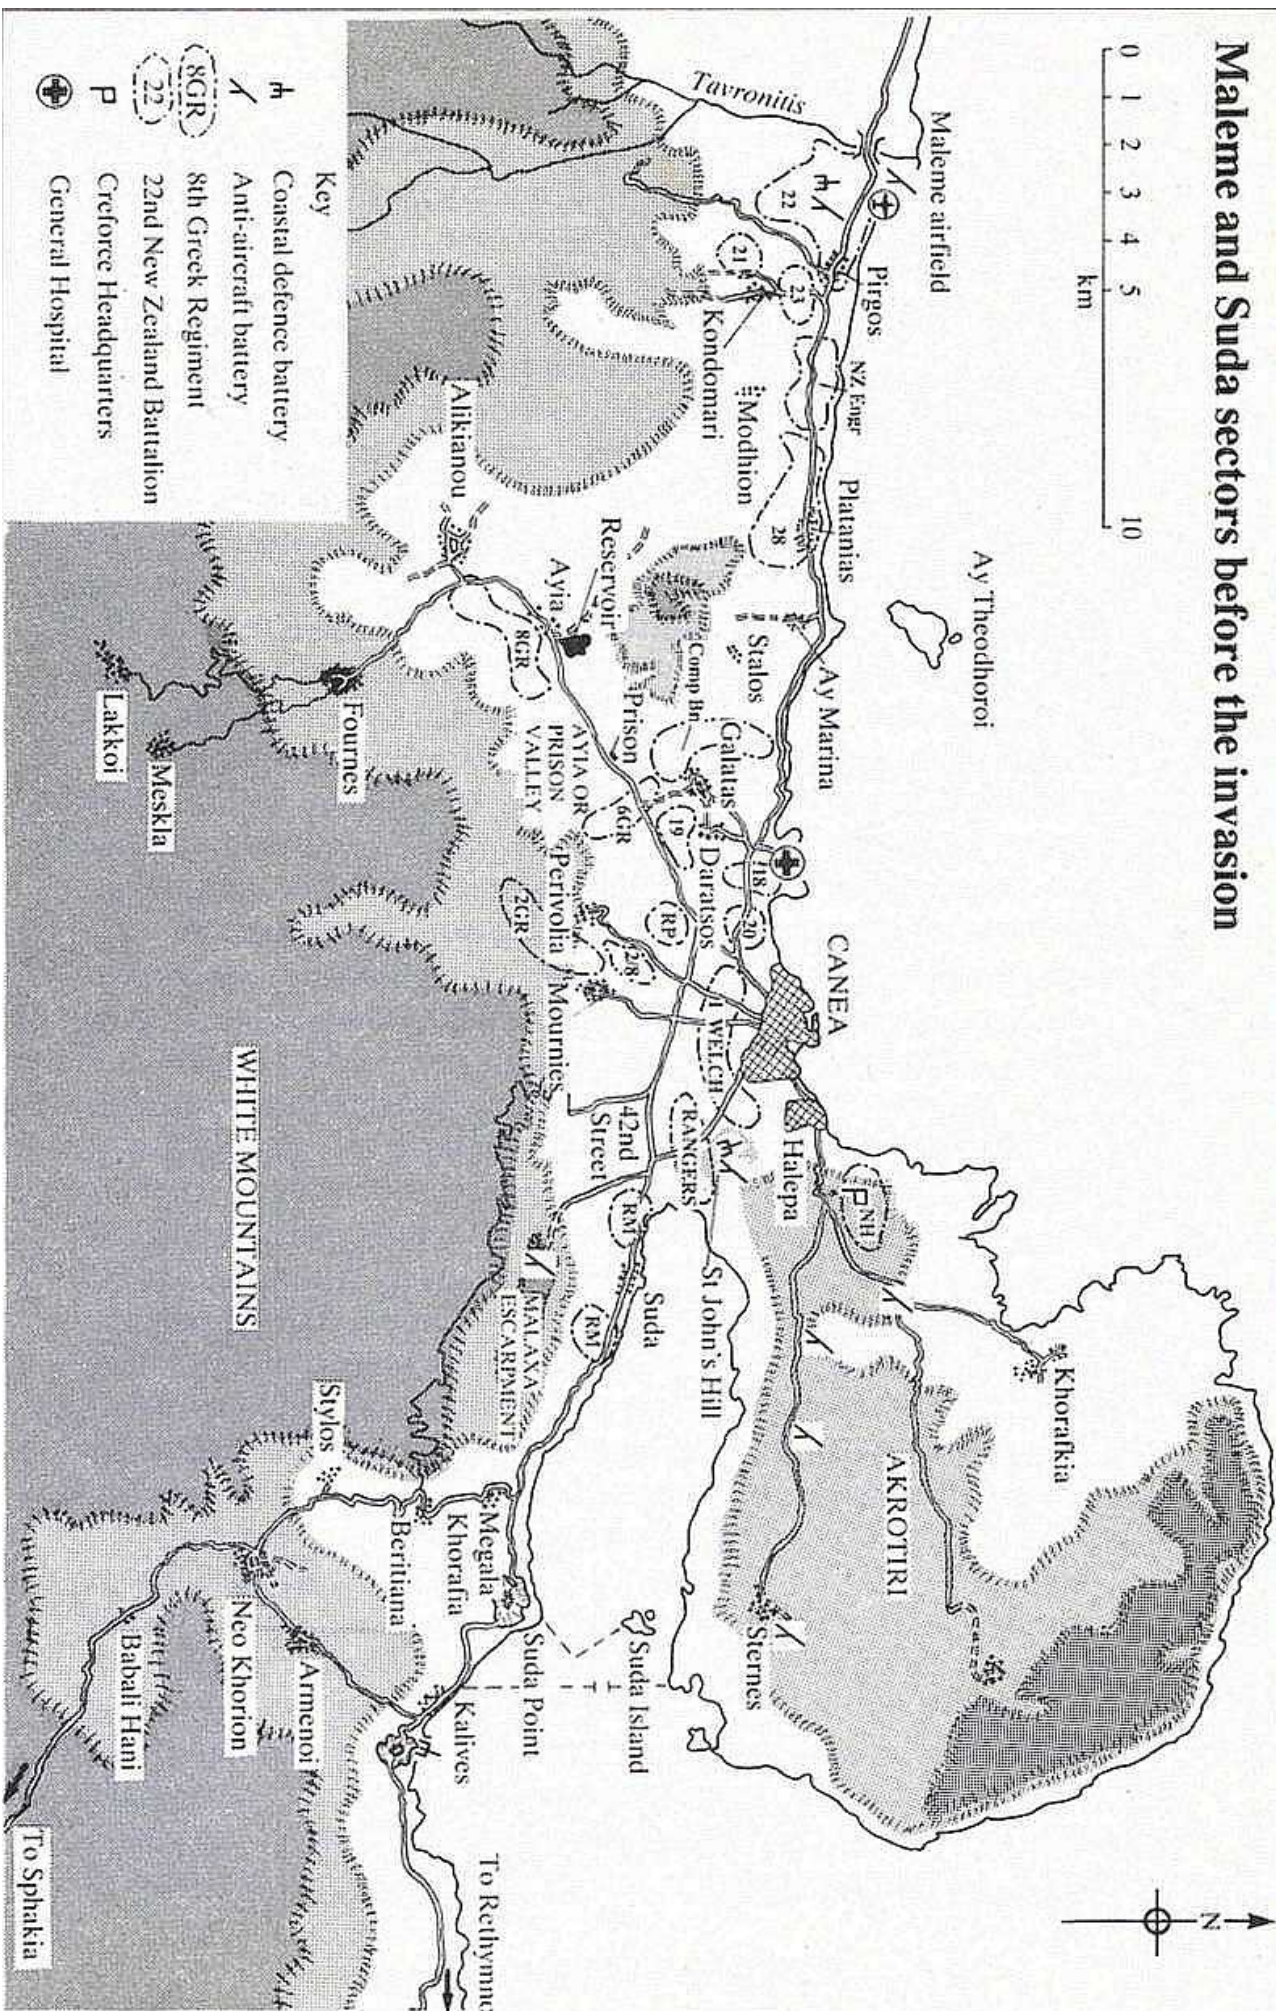 Maleme and Suda sectors before the invasion
0 1 2 3 4 5 10
km
N
Maleme airfield
Tavronitis
22
Pirgos
21
23
Kondomari
NZ Engr
Modhion
Platanias
28
Ay Theodhoroi
Ay Marina
Stalos
Comp Bn
Galatas
Reservoir
Ayia
Prison
8GR
AYIA OR
PRISON
VALLEY
Alikianou
Fournes
Lakkoi
Meskla
6GR
19
18
20
Daratsos
RP
Perivolia
2GR
2/8
Mournies
CANEA
1 WELCH
Halepa
NH
RANGERS
42nd
Street
RM
St John's Hill
Suda
RM
MALAXA
ESCARPMENT
WHITE MOUNTAINS
Khorafkia
AKROTIRI
Sternes
Suda Island
Suda Point
Megala
Khorafia
Beritiana
Stylos
Kalives
Armenoi
Neo Khorion
Babali Hani
To Rethymno
To Sphakia
Key
Coastal defence battery
Anti-aircraft battery
8GR 8th Greek Regiment
22 22nd New Zealand Battalion
Creforce Headquarters
General Hospital